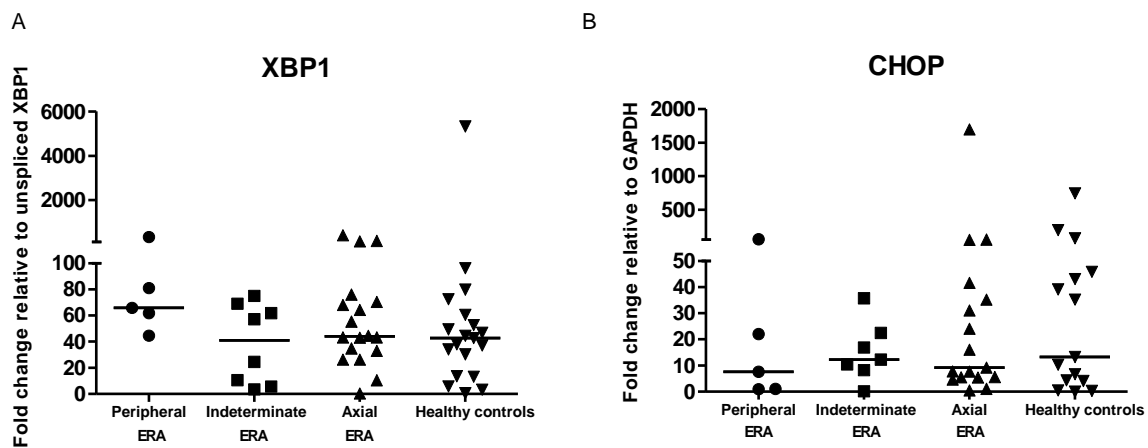 A
XBP1
Fold change relative to unspliced XBP1
6000
4000
2000
100
80
60
40
20
0
Peripheral ERA
Indeterminate ERA
Axial ERA
Healthy controls
B
CHOP
Fold change relative to GAPDH
2000
1500
1000
500
50
40
30
20
10
0
Peripheral ERA
Indeterminate ERA
Axial ERA
Healthy controls